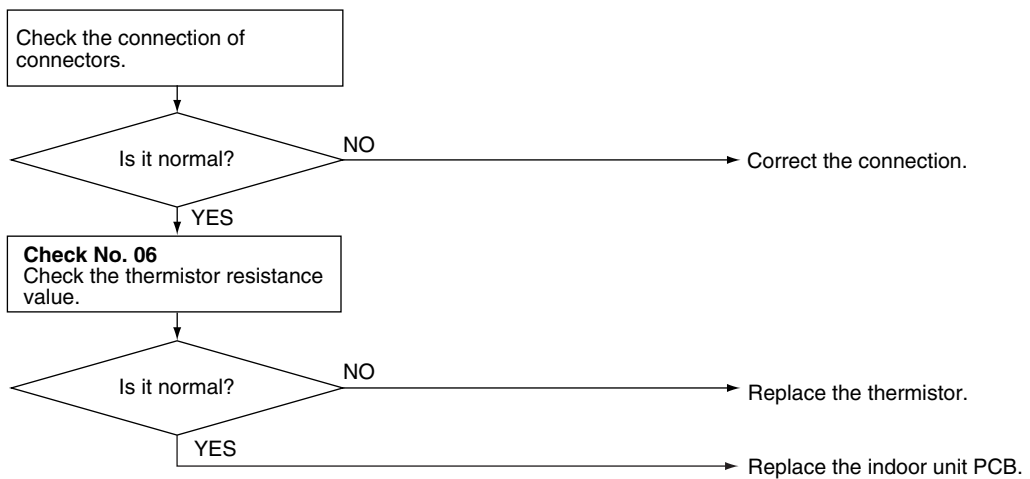 Check the connection of
connectors.
Is it normal?
NO
Correct the connection.
YES
Check No. 06
Check the thermistor resistance
value.
Is it normal?
NO
Replace the thermistor.
YES
Replace the indoor unit PCB.